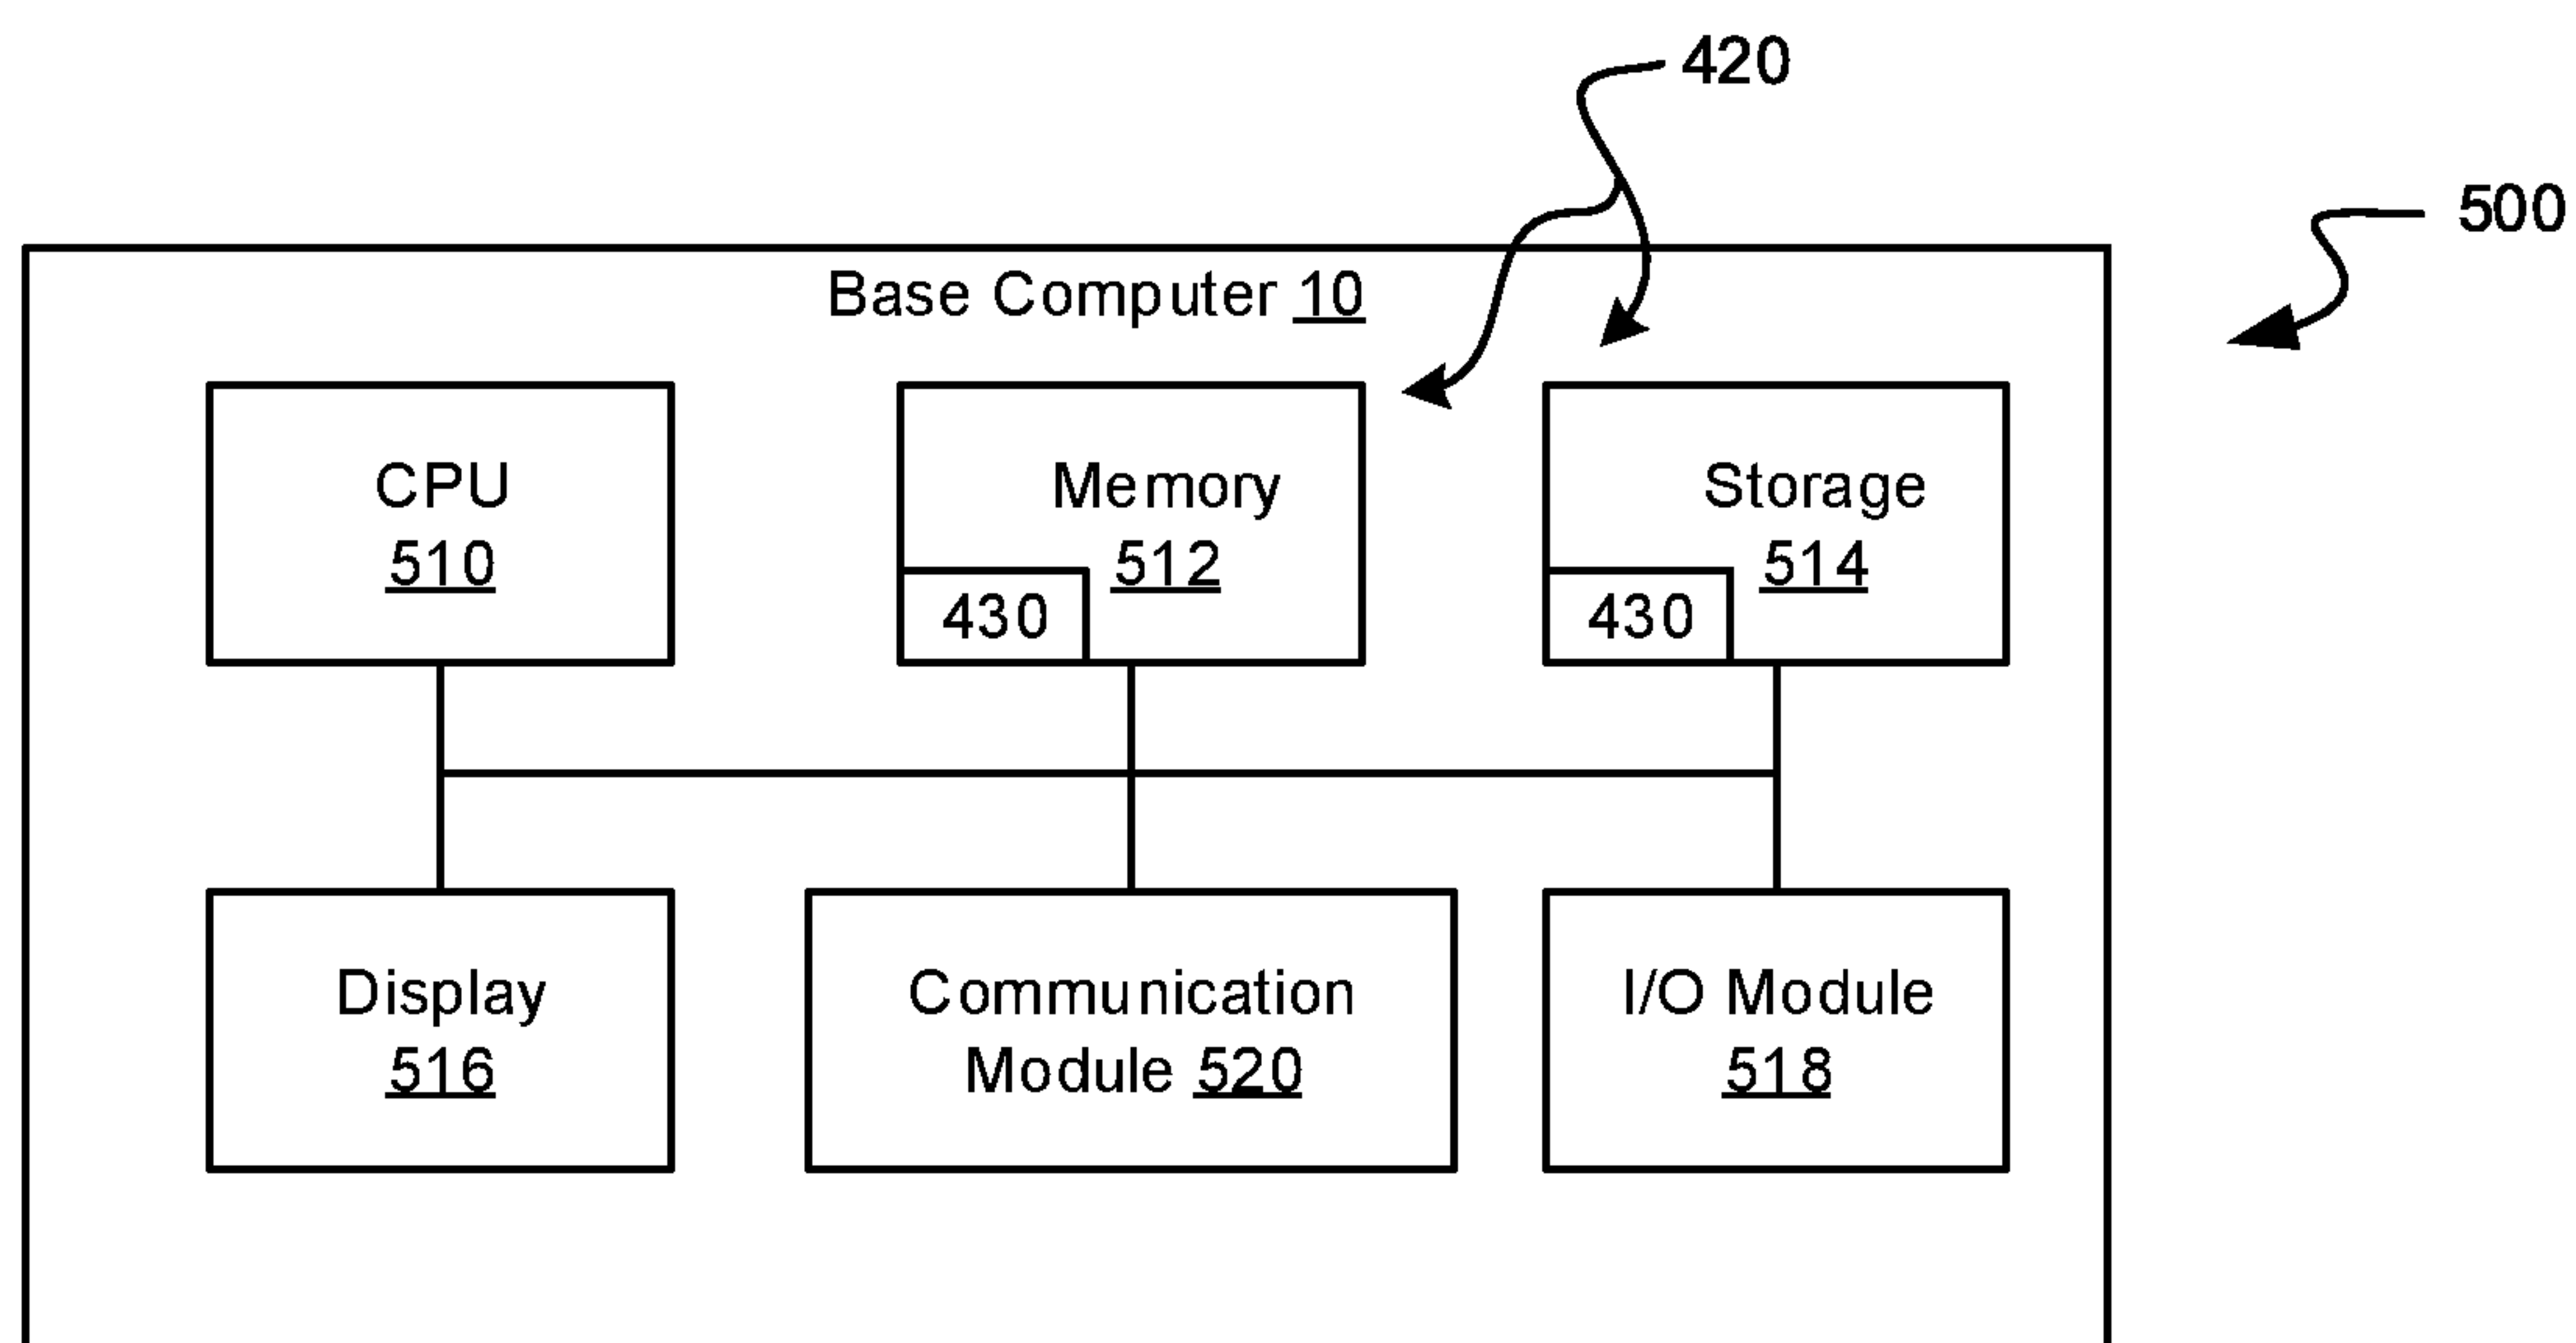 420
500
Base Computer 10
CPU
510
Memory
512
430
Storage
514
430
Display
516
Communication
Module 520
I/O Module
518